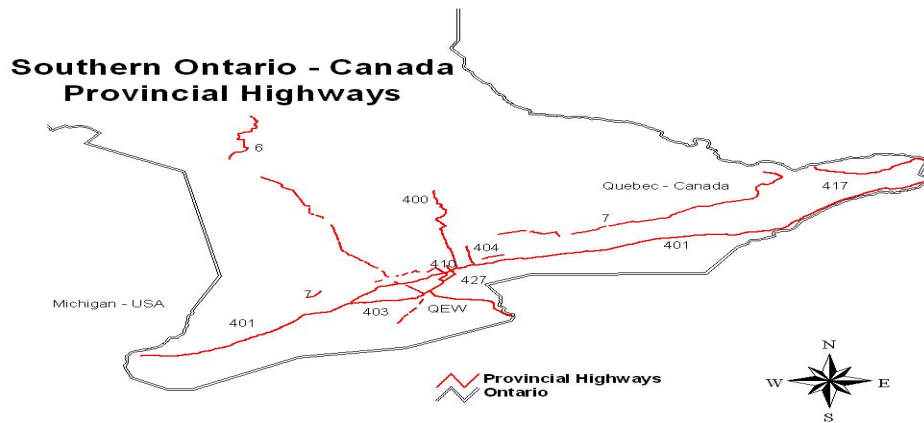 Southern Ontario - Canada
Provincial Highways
6
400
Quebec - Canada
417
7
404
401
410
427
7
Michigan - USA
403
QEW
401
Provincial Highways
Ontario
N
W
E
S